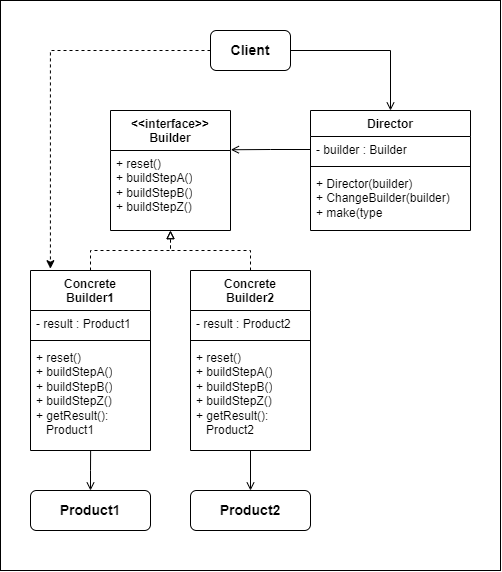 Client
<<interface>>
Builder
+ reset()
+ buildStepA()
+ buildStepB()
+ buildStepZ()
Director
- builder : Builder
+ Director(builder)
+ ChangeBuilder(builder)
+ make(type
Concrete
Builder1
- result : Product1
+ reset()
+ buildStepA()
+ buildStepB()
+ buildStepZ()
+ getResult():
Product1
Concrete
Builder2
- result : Product2
+ reset()
+ buildStepA()
+ buildStepB()
+ buildStepZ()
+ getResult():
Product2
Product1
Product2